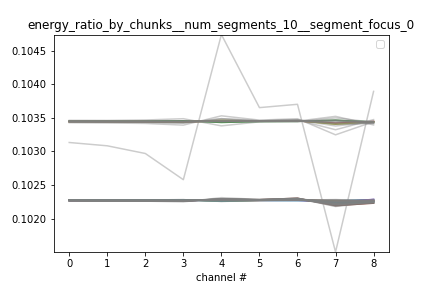 energy_ratio_by_chunks__num_segments_10__segment_focus_0
0.1045
0.1040
0.1035
0.1030
0.1025
0.1020
0 1 2 3 4 5 6 7 8
channel #